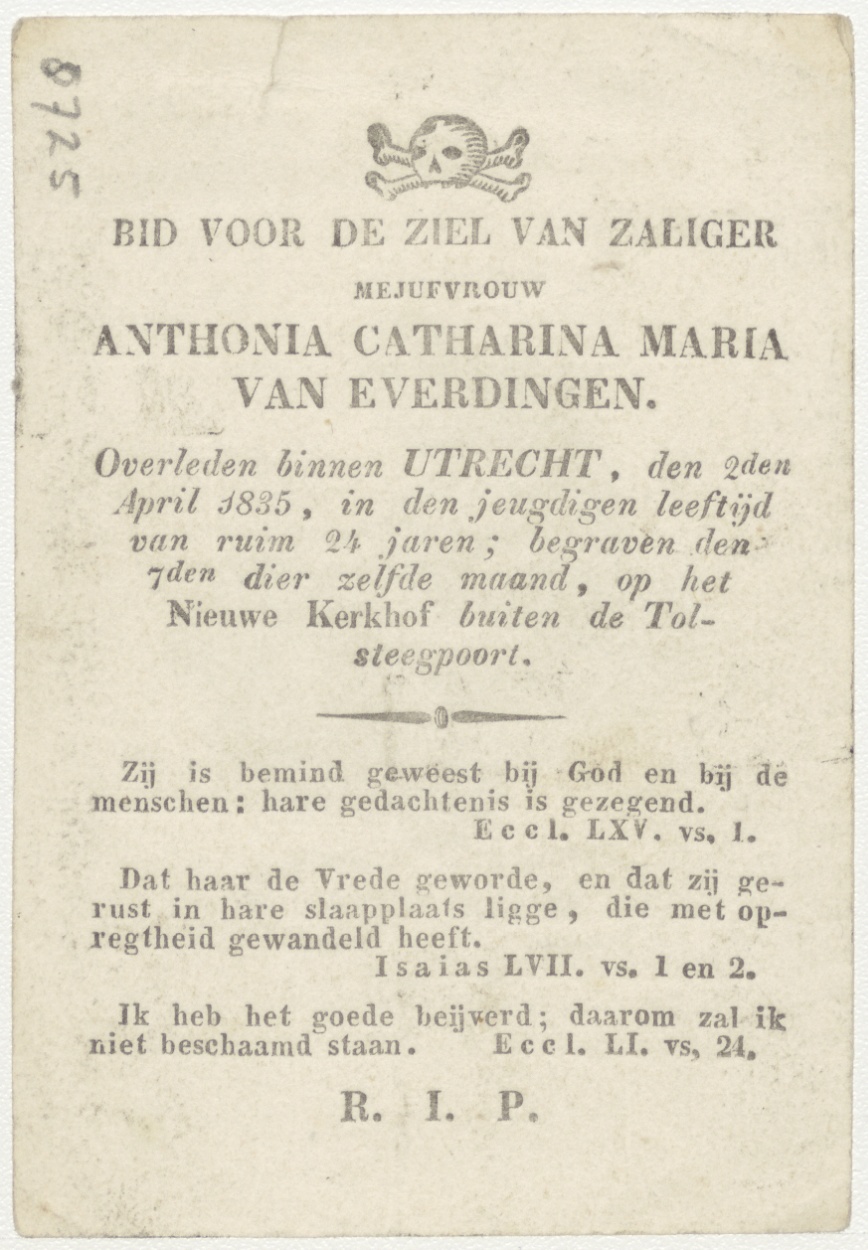 8725
BID VOOR DE ZIEL VAN ZALIGER
MEJUFVROUW
ANTHONIA CATHARINA MARIA
VAN EVERDINGEN.
Overleden binnen UTRECHT, den 2den
April 1835, in den jeugdigen leeftijd
van ruim 24 jaren; begraven den
7den dier zelfde maand, op het
Nieuwe Kerkhof buiten de Tol-
steegpoort.
Zij is bemind geweest bij God en bij de
menschen: hare gedachtenis is gezegend.
Eccl. LXV. vs, 1.
Dat haar de Vrede geworde, en dat zij ge-
rust in hare slaapplaats ligge, die met op-
regtheid gewandeld heeft.
Isaias LVII. vs. 1 en 2.
Ik heb het goede beijverd; daarom zal ik
niet beschaamd staan. Eccl. LI. vs, 24.
R. I. P.